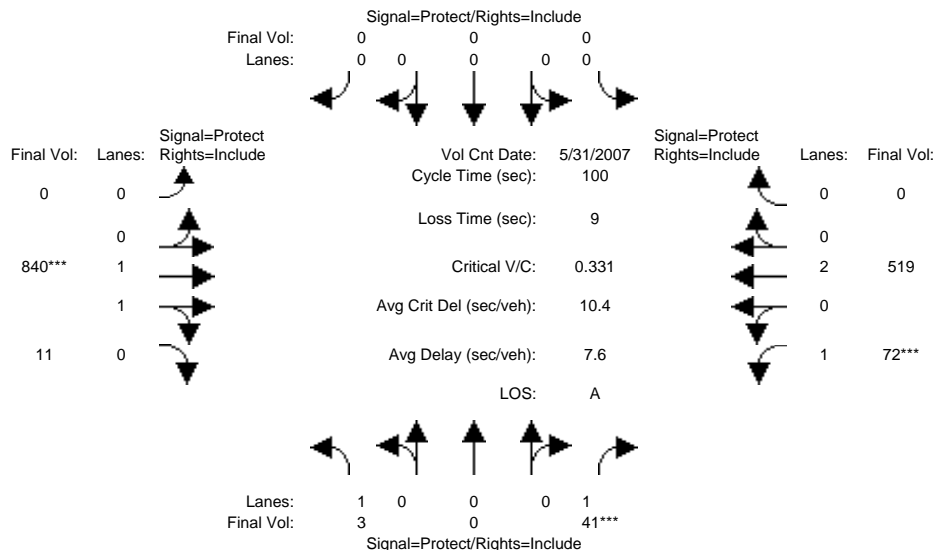 Signal=Protect/Rights=Include
Final Vol: 0 0 0
Lanes: 0 0 0 0 0
Signal=Protect Signal=Protect
Final Vol: Lanes: Rights=Include Vol Cnt Date: 5/31/2007 Rights=Include Lanes: Final Vol:
Cycle Time (sec): 100
0 0 0 0
Loss Time (sec): 9
0 0
840*** 1 Critical V/C: 0.331 2 519
1 Avg Crit Del (sec/veh): 10.4 0
11 0 Avg Delay (sec/veh): 7.6 1 72***
LOS: A
Lanes: 1 0 0 0 1
Final Vol: 3 0 41***
Signal=Protect/Rights=Include